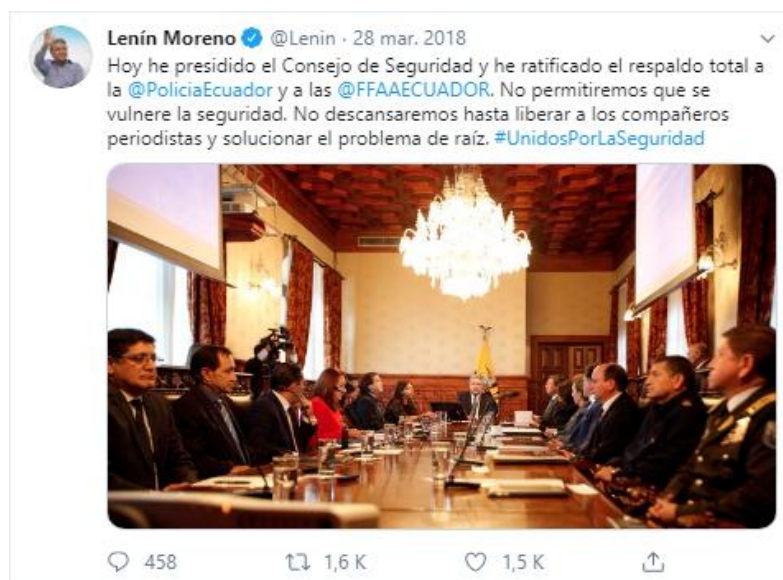 Lenín Moreno @Lenin · 28 mar. 2018
Hoy he presidido el Consejo de Seguridad y he ratificado el respaldo total a
la @PoliciaEcuador y a las @FFAAECUADOR. No permitiremos que se
vulnere la seguridad. No descansaremos hasta liberar a los compañeros
periodistas y solucionar el problema de raíz. #UnidosPorLaSeguridad
458 1,6 K 1,5 K